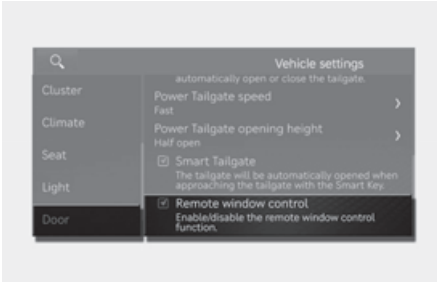 Vehicle settings
automatically open or close the tailgate.
Cluster
Power Tailgate speed
Fast
Climate
Power Tailgate opening height
Half open
Seat
Smart Tailgate
The tailgate will be automatically opened when
approaching the tailgate with the Smart Key.
Light
Remote window control
Enable/disable the remote window control
function.
Door